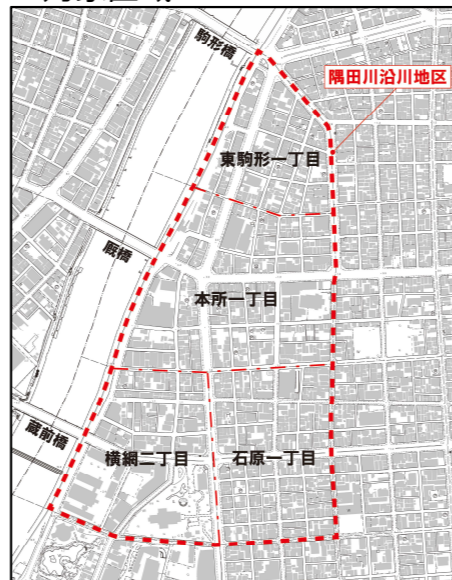 駒形橋
隅田川沿川地区
東駒形一丁目
厩橋
本所一丁目
蔵前橋
横網二丁目
石原一丁目